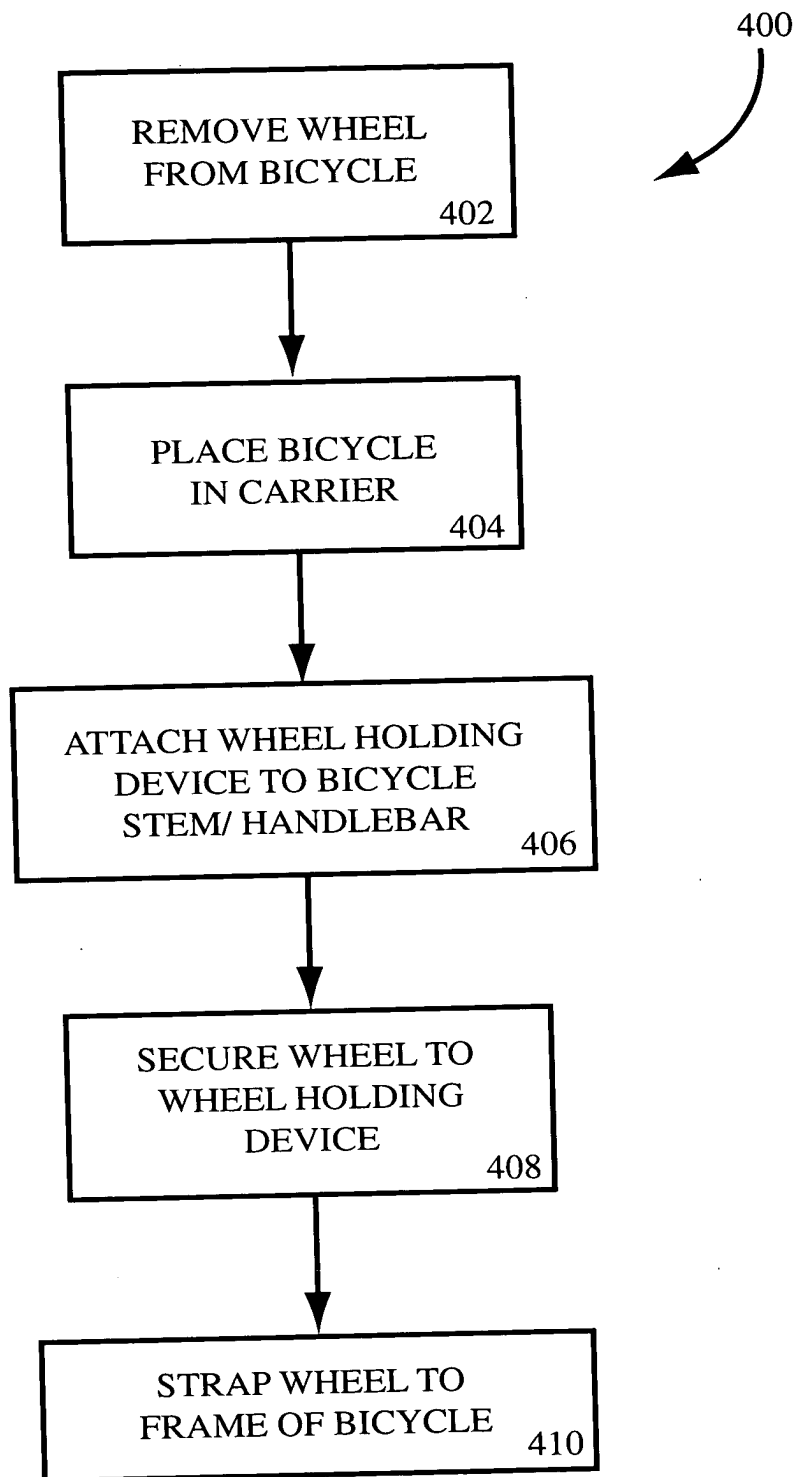 400
REMOVE WHEEL
FROM BICYCLE
402
PLACE BICYCLE
IN CARRIER
404
ATTACH WHEEL HOLDING
DEVICE TO BICYCLE
STEM/ HANDLEBAR
406
SECURE WHEEL TO
WHEEL HOLDING
DEVICE
408
STRAP WHEEL TO
FRAME OF BICYCLE
410